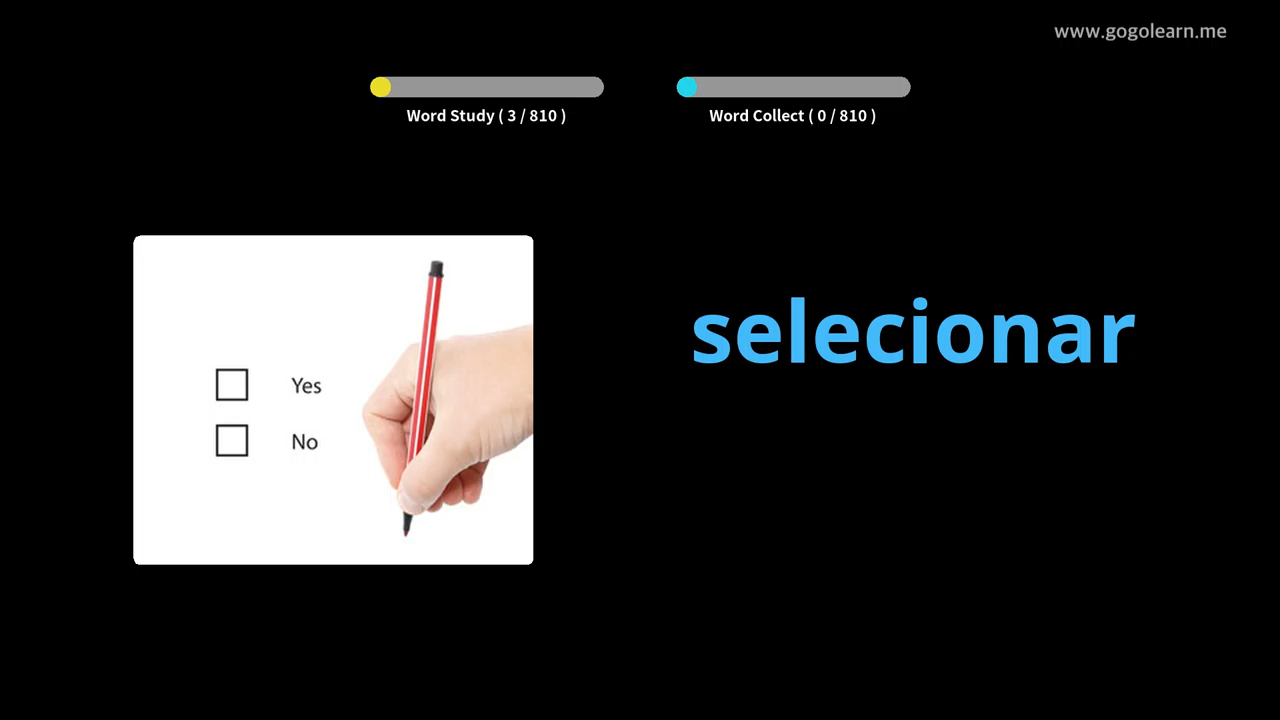 www.gogolearn.me
Word Study ( 3 / 810 )
Word Collect ( 0 / 810 )
selecionar
Yes
No